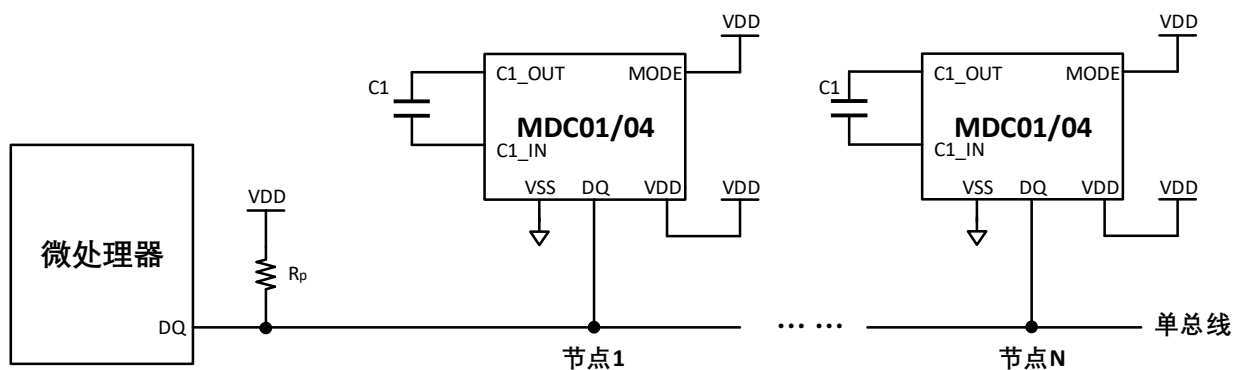 VDD
VDD
C1_OUT
MODE
C1
MDC01/04
C1_IN
VSS
DQ
VDD
VDD
C1_OUT
MODE
C1
MDC01/04
C1_IN
VSS
DQ
VDD
VDD
VDD
微处理器
Rp
DQ
... ...
单总线
节点1
节点N